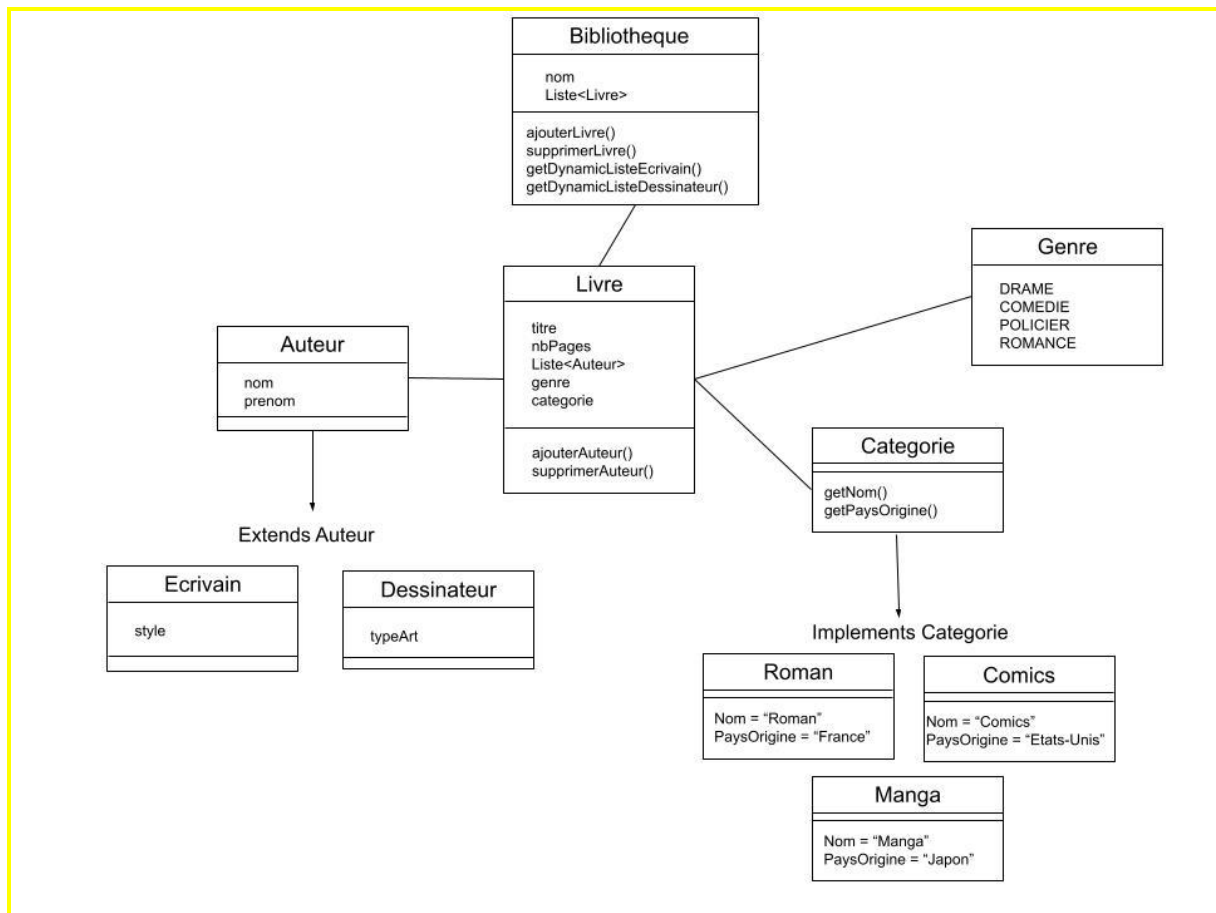 Bibliotheque
nom
Liste<Livre>
ajouterLivre()
supprimerLivre()
getDynamicListeEcrivain()
getDynamicListeDessinateur()
Genre
DRAME
COMEDIE
POLICIER
ROMANCE
Livre
titre
nbPages
Liste<Auteur>
genre
categorie
ajouterAuteur()
supprimerAuteur()
Auteur
nom
prenom
Categorie
getNom()
getPaysOrigine()
Extends Auteur
Ecrivain
style
Dessinateur
typeArt
Implements Categorie
Roman
Nom = “Roman”
PaysOrigine = “France”
Comics
Nom = “Comics”
PaysOrigine = “Etats-Unis”
Manga
Nom = “Manga”
PaysOrigine = “Japon”